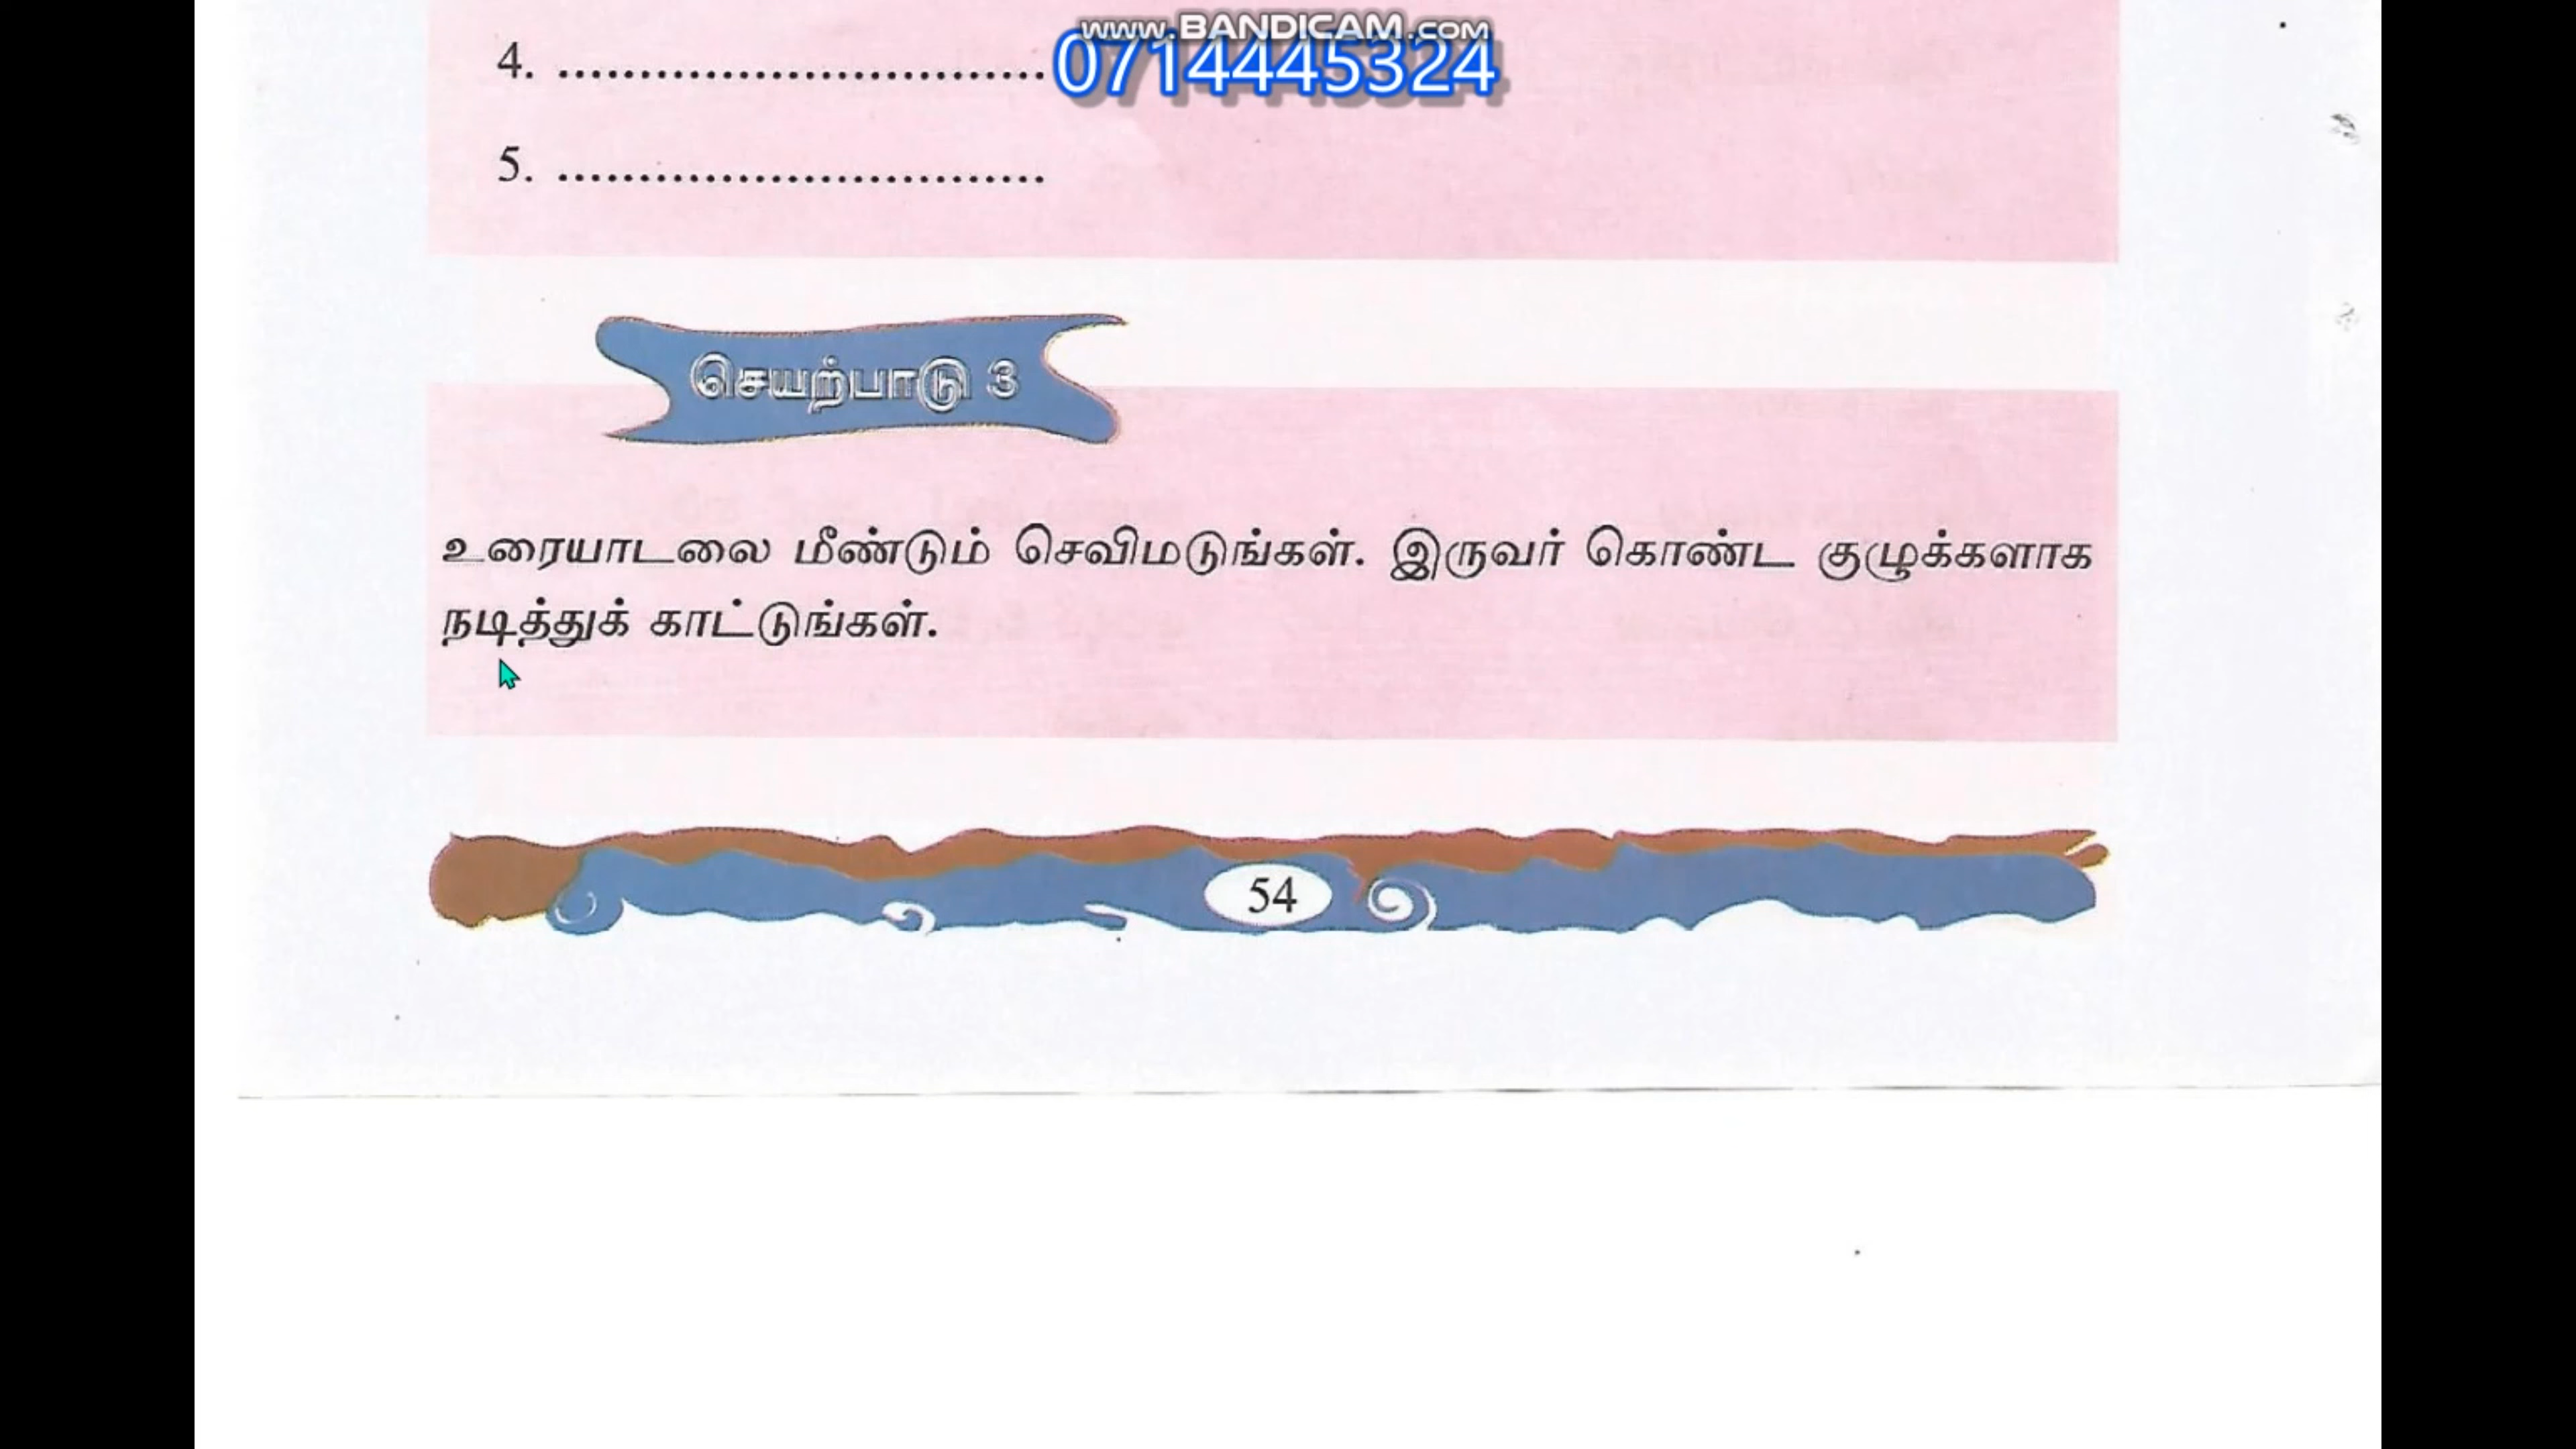 www.BANDICAM.com
4. ..............................
0714445324
5. ..............................
செயற்பாடு 3
உரையாடலை மீண்டும் செவிமடுங்கள். இருவர் கொண்ட குழுக்களாக
நடித்துக் காட்டுங்கள்.
54